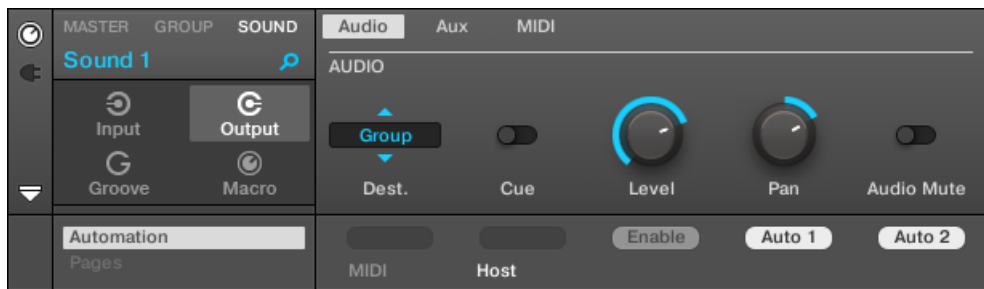 MASTER GROUP SOUND
Sound 1
Input Output
Groove Macro
Audio Aux MIDI
AUDIO
Group
Dest. Cue Level Pan Audio Mute
Automation
Pages
Enable Auto 1 Auto 2
MIDI Host